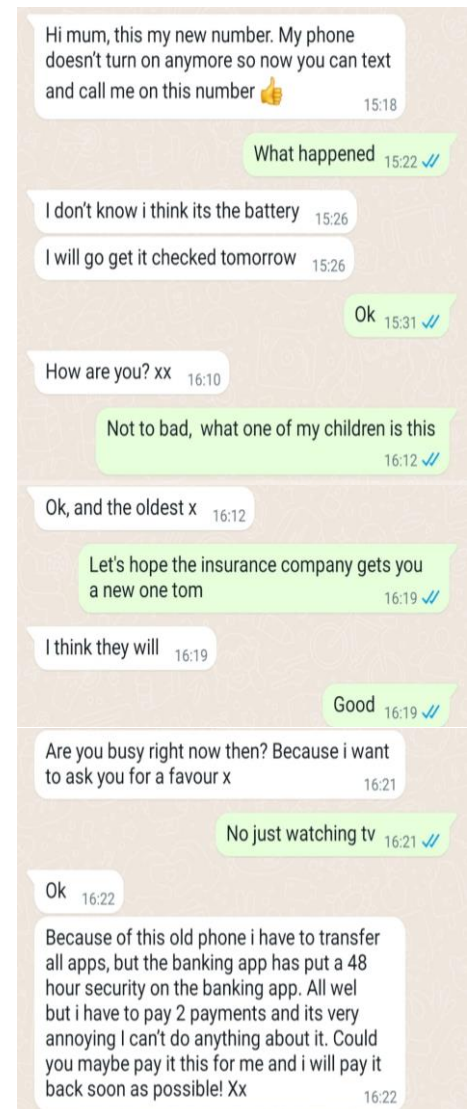 Hi mum, this my new number. My phone
doesn't turn on anymore so now you can text
and call me on this number 👍
15:18
What happened 15:22
I don't know i think its the battery 15:26
I will go get it checked tomorrow 15:26
Ok 15:31
How are you? xx 16:10
Not to bad, what one of my children is this
16:12
Ok, and the oldest x 16:12
Let's hope the insurance company gets you
a new one tom 16:19
I think they will 16:19
Good 16:19
Are you busy right now then? Because i want
to ask you for a favour x 16:21
No just watching tv 16:21
Ok 16:22
Because of this old phone i have to transfer
all apps, but the banking app has put a 48
hour security on the banking app. All wel
but i have to pay 2 payments and its very
annoying I can't do anything about it. Could
you maybe pay it this for me and i will pay it
back soon as possible! Xx 16:22